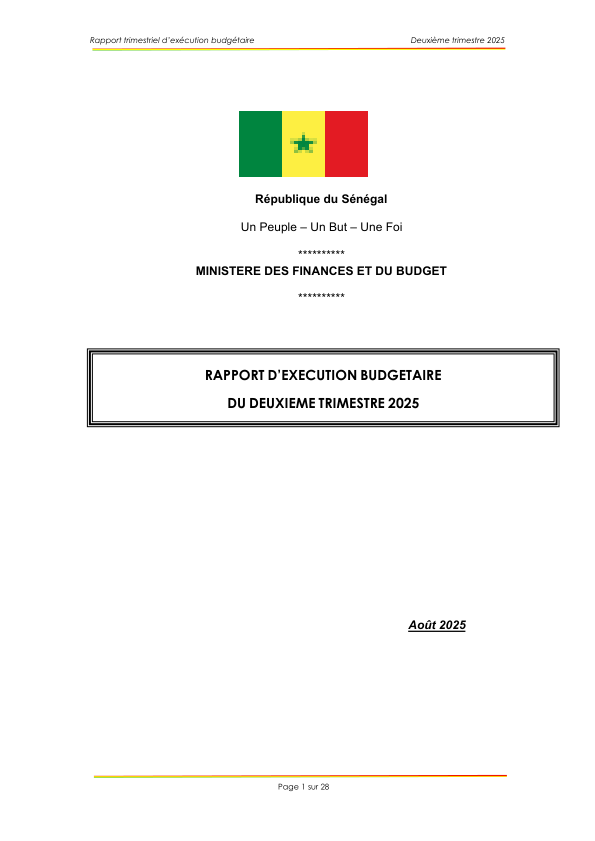 Rapport trimestriel d'exécution budgétaire Deuxième trimestre 2025
République du Sénégal
Un Peuple – Un But – Une Foi
**********
MINISTERE DES FINANCES ET DU BUDGET
**********
RAPPORT D'EXECUTION BUDGETAIRE
DU DEUXIEME TRIMESTRE 2025
Août 2025
Page 1 sur 28